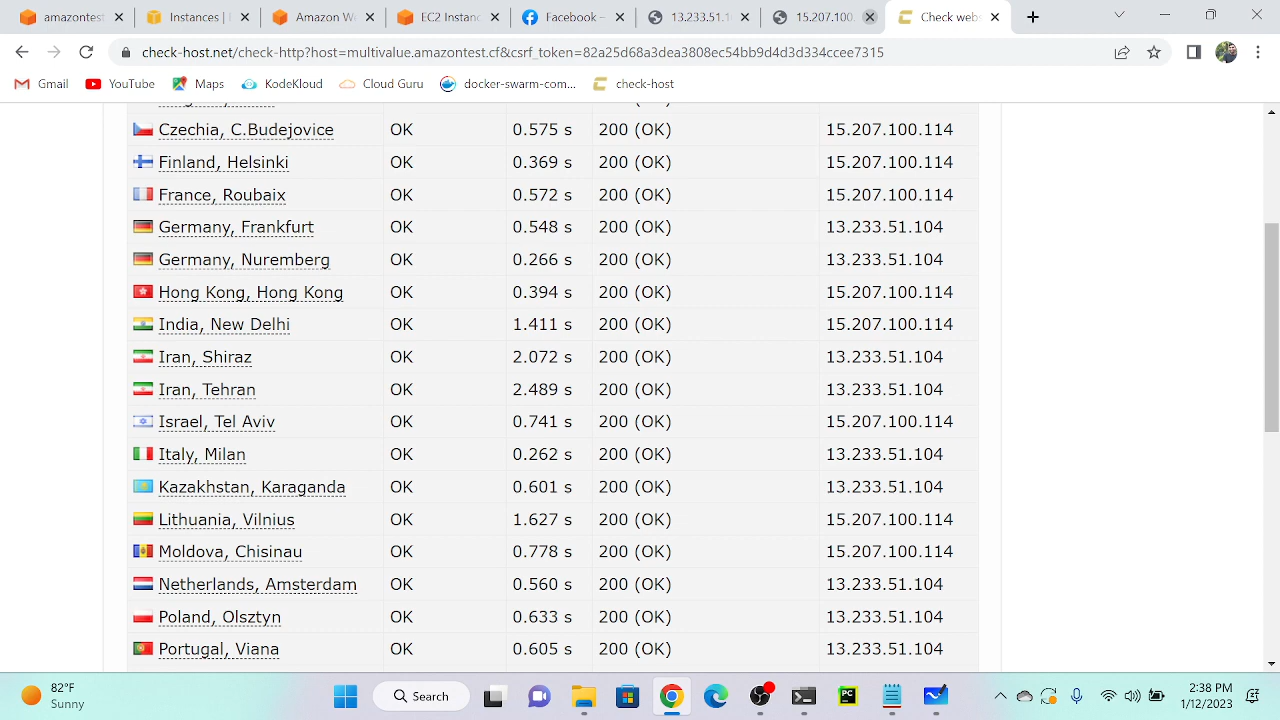 amazontest
Instances |
Amazon W
EC2 Instanc
Facebook –
13.233.51.1
15.207.100.
Check webs
check-host.net/check-http?host=multivalue.amazontest.cf&csrf_token=82a25d68a3dea3808ec54bb9d4d3d334ccee7315
Gmail YouTube Maps KodeKloud Cloud Guru docker-swarm-com... check-host
Czechia, C.Budejovice OK 0.575 s 200 (OK) 15.207.100.114
Finland, Helsinki OK 0.369 s 200 (OK) 15.207.100.114
France, Roubaix OK 0.572 s 200 (OK) 15.207.100.114
Germany, Frankfurt OK 0.548 s 200 (OK) 13.233.51.104
Germany, Nuremberg OK 0.266 s 200 (OK) 13.233.51.104
Hong Kong, Hong Kong OK 0.394 s 200 (OK) 15.207.100.114
India, New Delhi OK 1.411 s 200 (OK) 15.207.100.114
Iran, Shiraz OK 2.072 s 200 (OK) 13.233.51.104
Iran, Tehran OK 2.489 s 200 (OK) 13.233.51.104
Israel, Tel Aviv OK 0.741 s 200 (OK) 15.207.100.114
Italy, Milan OK 0.262 s 200 (OK) 13.233.51.104
Kazakhstan, Karaganda OK 0.601 s 200 (OK) 13.233.51.104
Lithuania, Vilnius OK 1.627 s 200 (OK) 15.207.100.114
Moldova, Chisinau OK 0.778 s 200 (OK) 15.207.100.114
Netherlands, Amsterdam OK 0.560 s 200 (OK) 13.233.51.104
Poland, Olsztyn OK 0.633 s 200 (OK) 13.233.51.104
Portugal, Viana OK 0.605 s 200 (OK) 13.233.51.104
82°F
Sunny
Search
PC
2:38 PM
1/12/2023